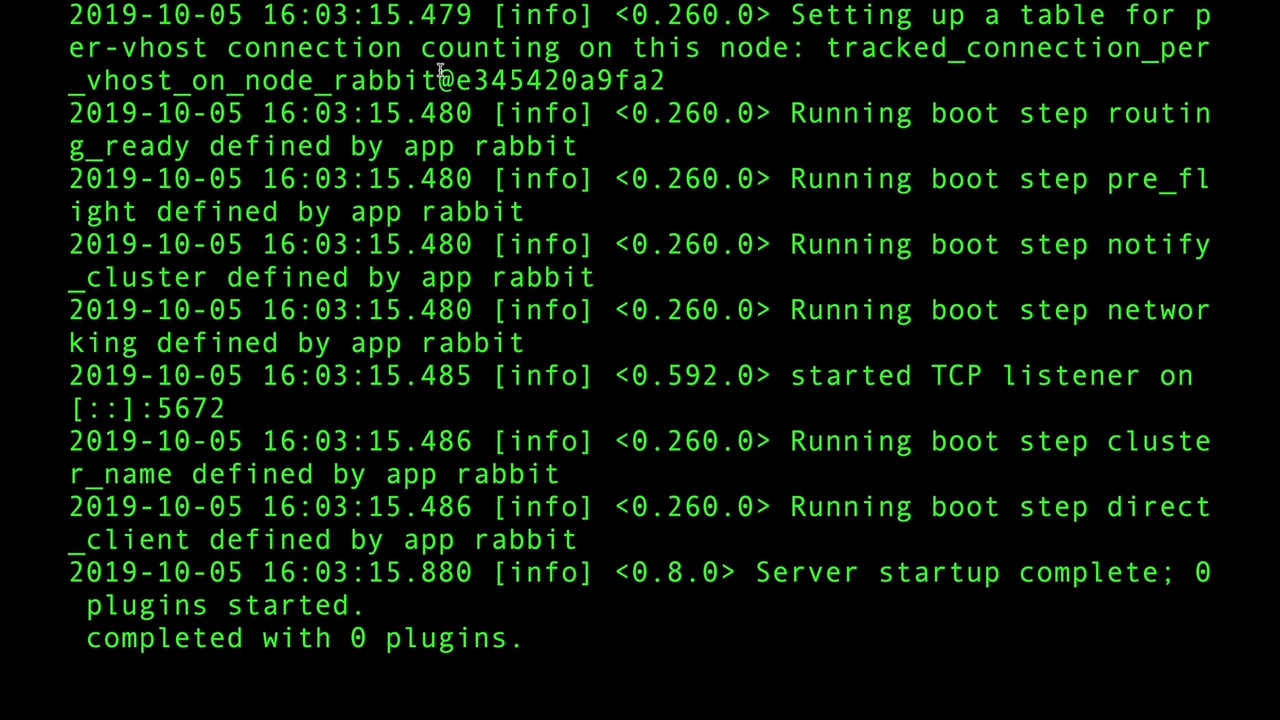 2019-10-05 16:03:15.479 [info] <0.260.0> Setting up a table for p
er-vhost connection counting on this node: tracked_connection_per
_vhost_on_node_rabbit@e345420a9fa2
2019-10-05 16:03:15.480 [info] <0.260.0> Running boot step routin
g_ready defined by app rabbit
2019-10-05 16:03:15.480 [info] <0.260.0> Running boot step pre_fl
ight defined by app rabbit
2019-10-05 16:03:15.480 [info] <0.260.0> Running boot step notify
_cluster defined by app rabbit
2019-10-05 16:03:15.480 [info] <0.260.0> Running boot step networ
king defined by app rabbit
2019-10-05 16:03:15.485 [info] <0.592.0> started TCP listener on
[::]:5672
2019-10-05 16:03:15.486 [info] <0.260.0> Running boot step cluste
r_name defined by app rabbit
2019-10-05 16:03:15.486 [info] <0.260.0> Running boot step direct
_client defined by app rabbit
2019-10-05 16:03:15.880 [info] <0.8.0> Server startup complete; 0
 plugins started.
 completed with 0 plugins.